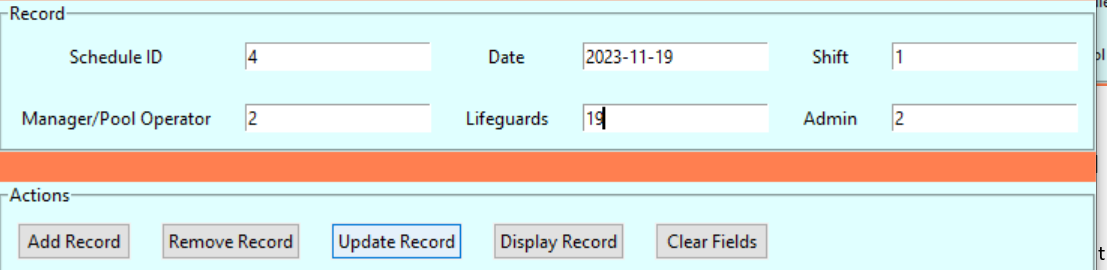 Record
Schedule ID 4 Date 2023-11-19 Shift 1
Manager/Pool Operator 2 Lifeguards 19 Admin 2
Actions
Add Record Remove Record Update Record Display Record Clear Fields